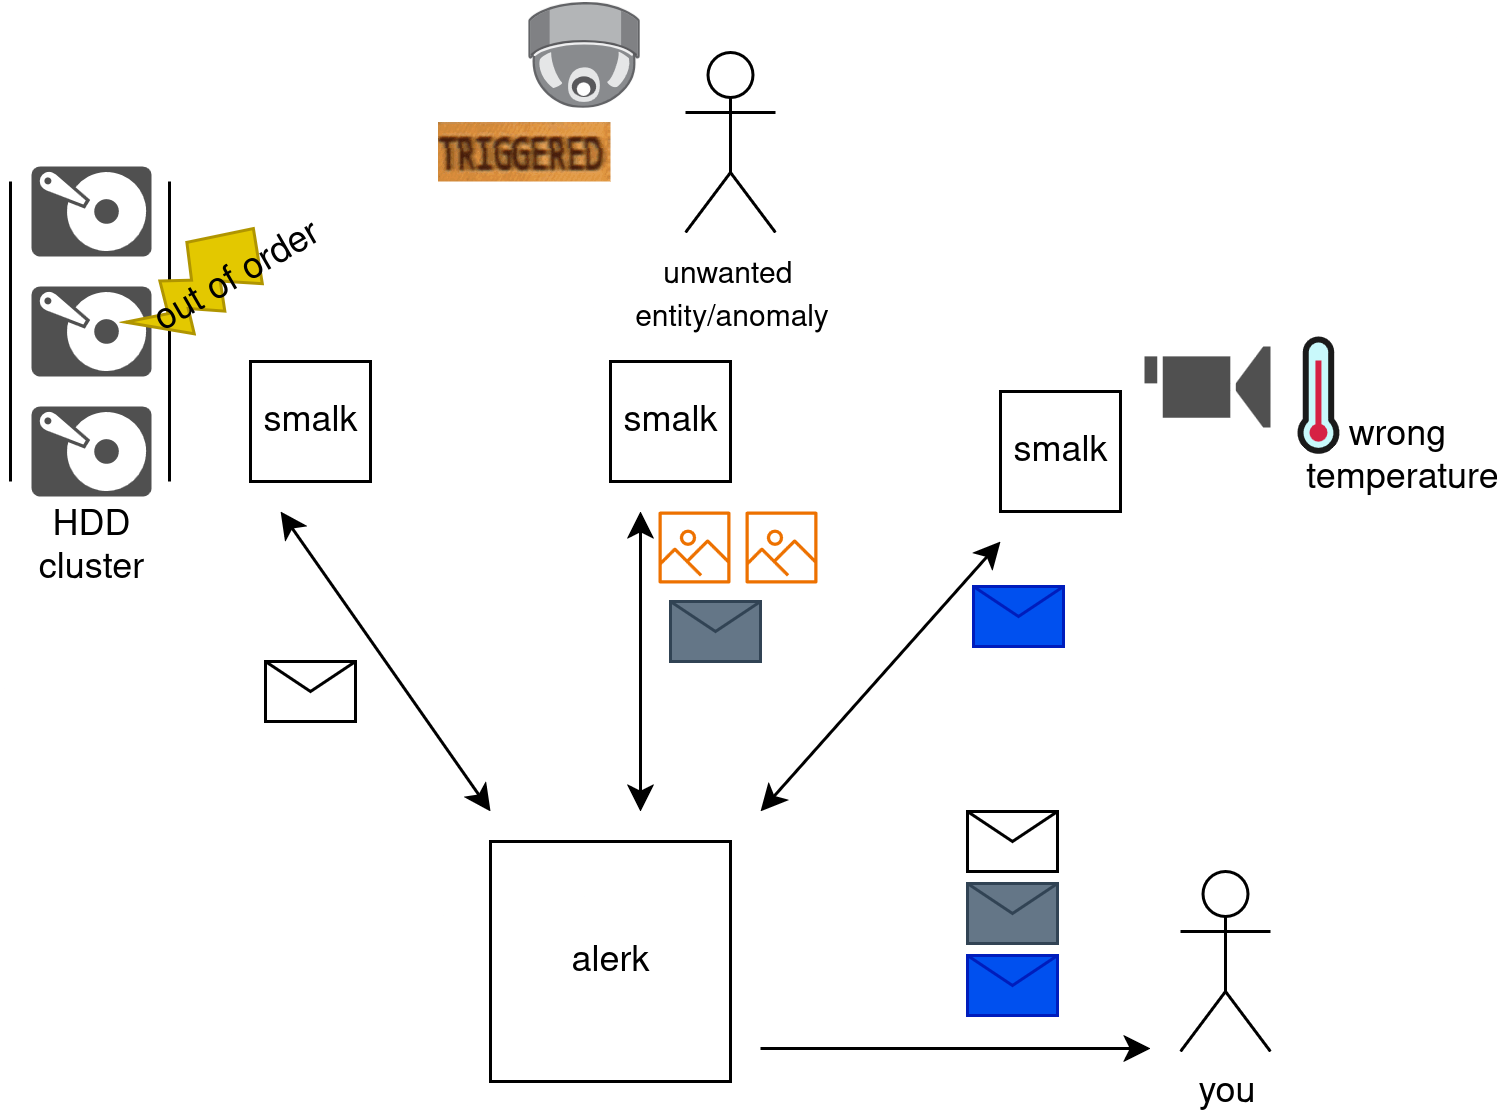 TRIGGERED
out of order
unwanted
entity/anomaly
smalk
smalk
smalk
wrong
temperature
HDD
cluster
alerk
you